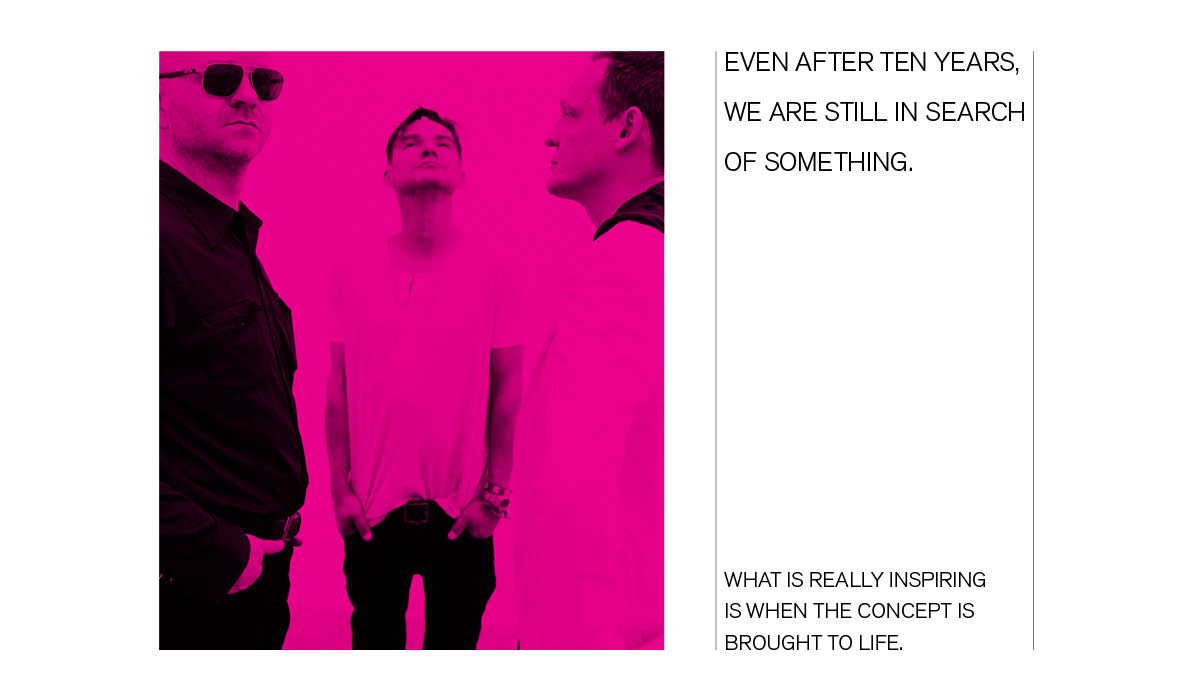 EVEN AFTER TEN YEARS,
WE ARE STILL IN SEARCH
OF SOMETHING.
WHAT IS REALLY INSPIRING
IS WHEN THE CONCEPT IS
BROUGHT TO LIFE.